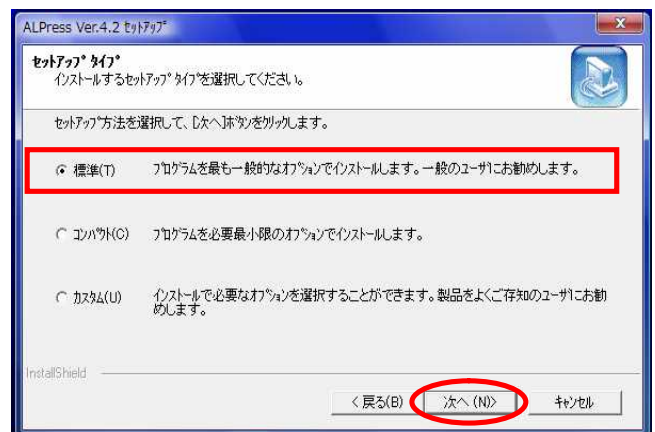 ALPress Ver.4.2 ｾｯﾄｱｯﾌﾟ
ｾｯﾄｱｯﾌﾟ ﾀｲﾌﾟ
ｲﾝｽﾄｰﾙするｾｯﾄｱｯﾌﾟ ﾀｲﾌﾟを選択してください。
ｾｯﾄｱｯﾌﾟ方法を選択して、[次へ]ﾎﾞﾀﾝをｸﾘｯｸします。
標準(T) ﾌﾟﾛｸﾞﾗﾑを最も一般的なｵﾌﾟｼｮﾝでｲﾝｽﾄｰﾙします。一般のﾕｰｻﾞにお勧めします。
ｺﾝﾊﾟｸﾄ(C) ﾌﾟﾛｸﾞﾗﾑを必要最小限のｵﾌﾟｼｮﾝでｲﾝｽﾄｰﾙします。
ｶｽﾀﾑ(U) ｲﾝｽﾄｰﾙで必要なｵﾌﾟｼｮﾝを選択することができます。製品をよくご存知のﾕｰｻﾞにお勧
めします。
InstallShield
< 戻る(B) 次へ (N)> ｷｬﾝｾﾙ